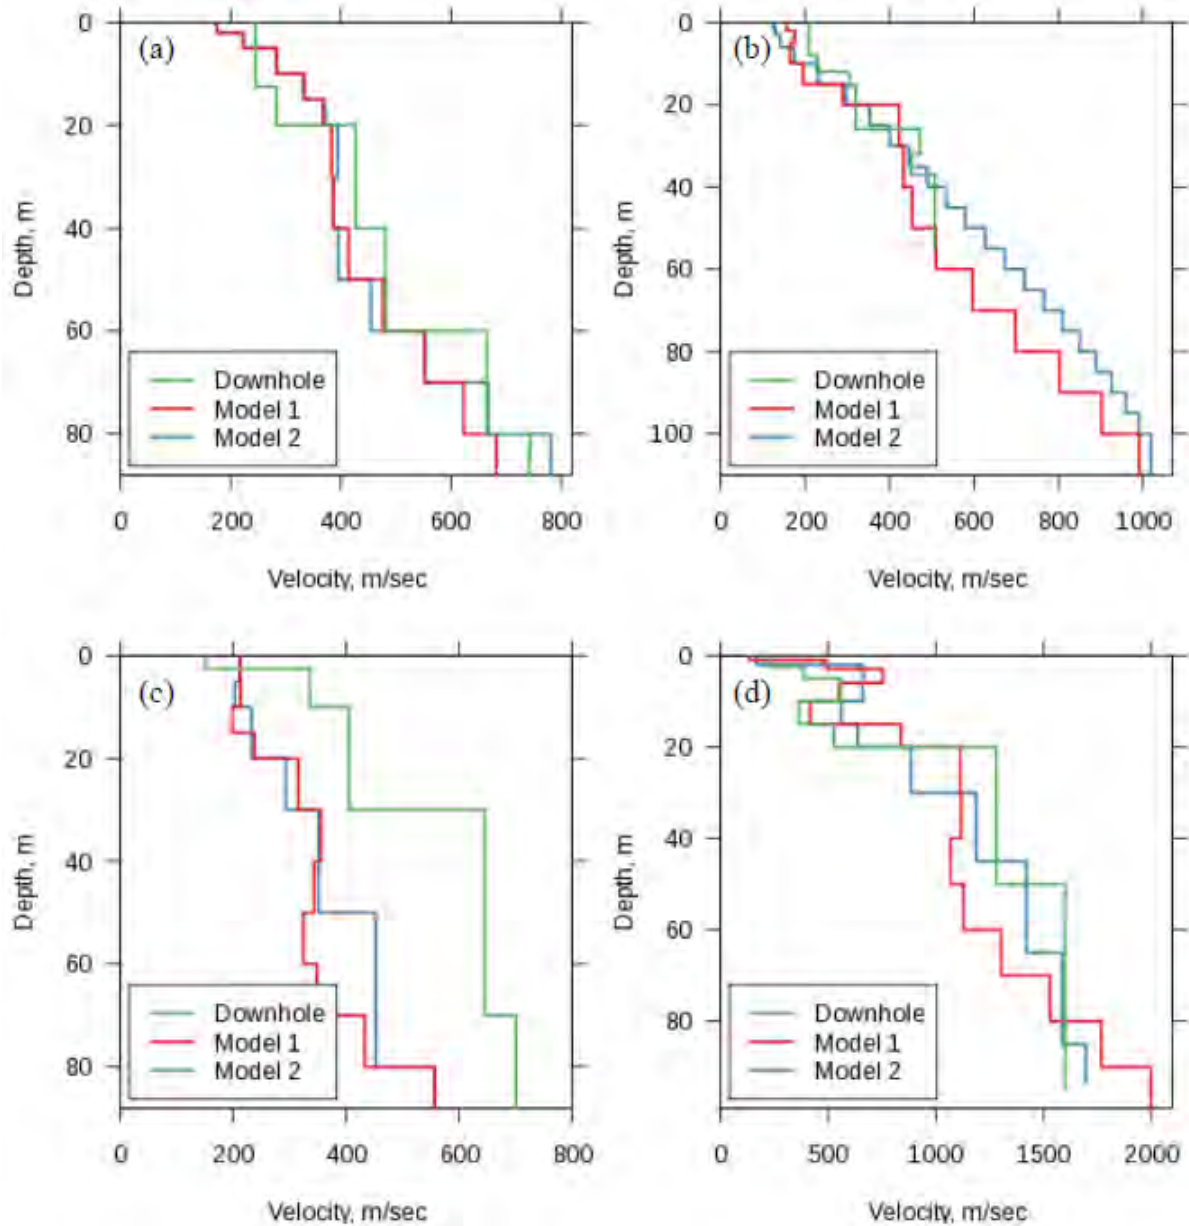 (a)
0
20
40
60
80
Depth, m
Downhole
Model 1
Model 2
0 200 400 600 800
Velocity, m/sec
(b)
0
20
40
60
80
100
Depth, m
Downhole
Model 1
Model 2
0 200 400 600 800 1000
Velocity, m/sec
(c)
0
20
40
60
80
Depth, m
Downhole
Model 1
Model 2
0 200 400 600 800
Velocity, m/sec
(d)
0
20
40
60
80
Depth, m
Downhole
Model 1
Model 2
0 500 1000 1500 2000
Velocity, m/sec